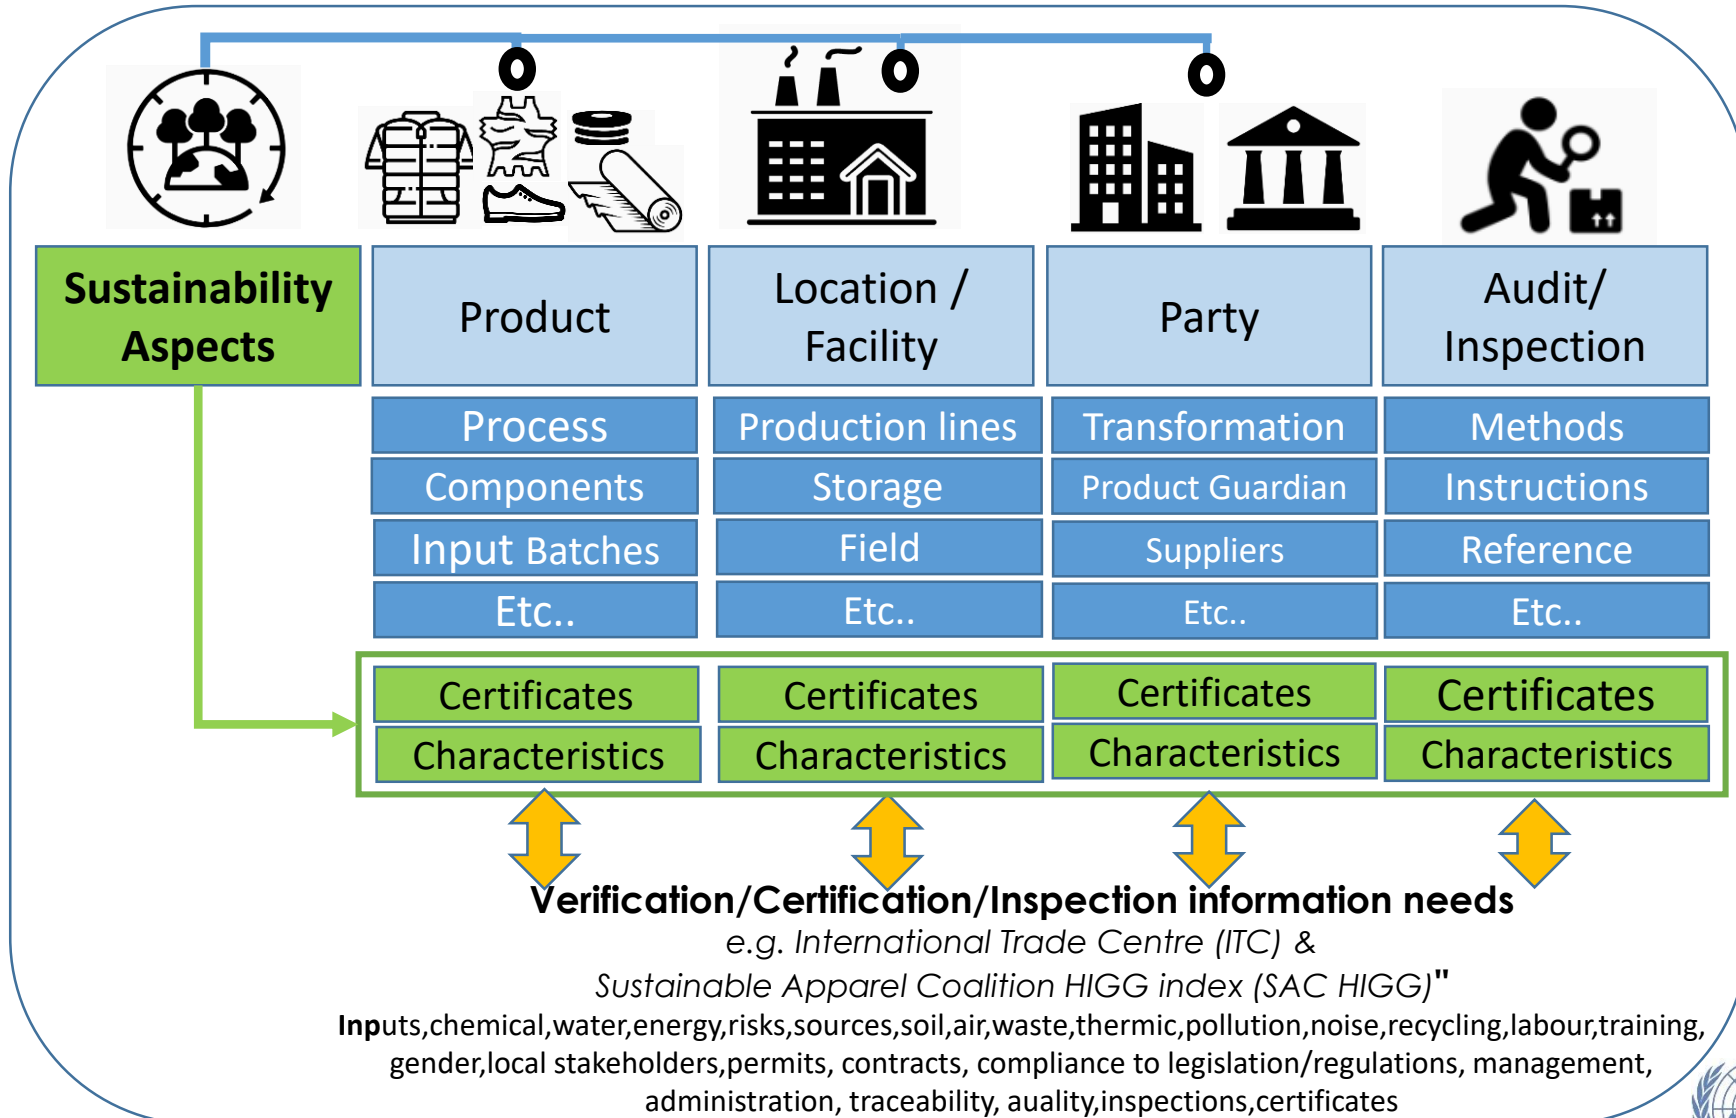 Sustainability
Aspects
Product
Location /
Facility
Party
Audit/
Inspection
Process
Production lines
Transformation
Methods
Components
Storage
Product Guardian
Instructions
Input Batches
Field
Suppliers
Reference
Etc..
Etc..
Etc..
Etc..
Certificates
Certificates
Certificates
Certificates
Characteristics
Characteristics
Characteristics
Characteristics
Verification/Certification/Inspection information needs
e.g. International Trade Centre (ITC) &
Sustainable Apparel Coalition HIGG index (SAC HIGG)"
Inputs,chemical,water,energy,risks,sources,soil,air,waste,thermic,pollution,noise,recycling,labour,training,
gender,local stakeholders,permits, contracts, compliance to legislation/regulations, management,
administration, traceability, auality,inspections,certificates